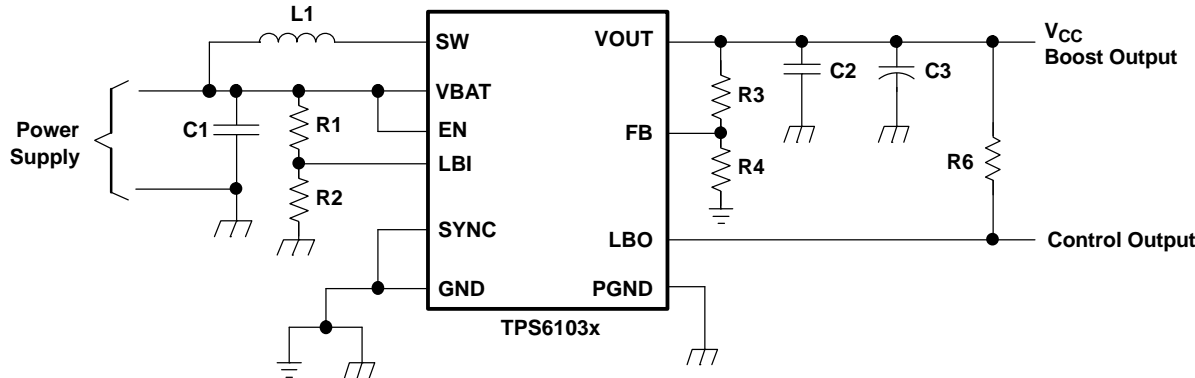 L1
SW
VOUT
VCC
Boost Output
C2
C3
VBAT
R3
Power
Supply
C1
R1
EN
FB
LBI
R4
R6
R2
SYNC
LBO
Control Output
GND
PGND
TPS6103x